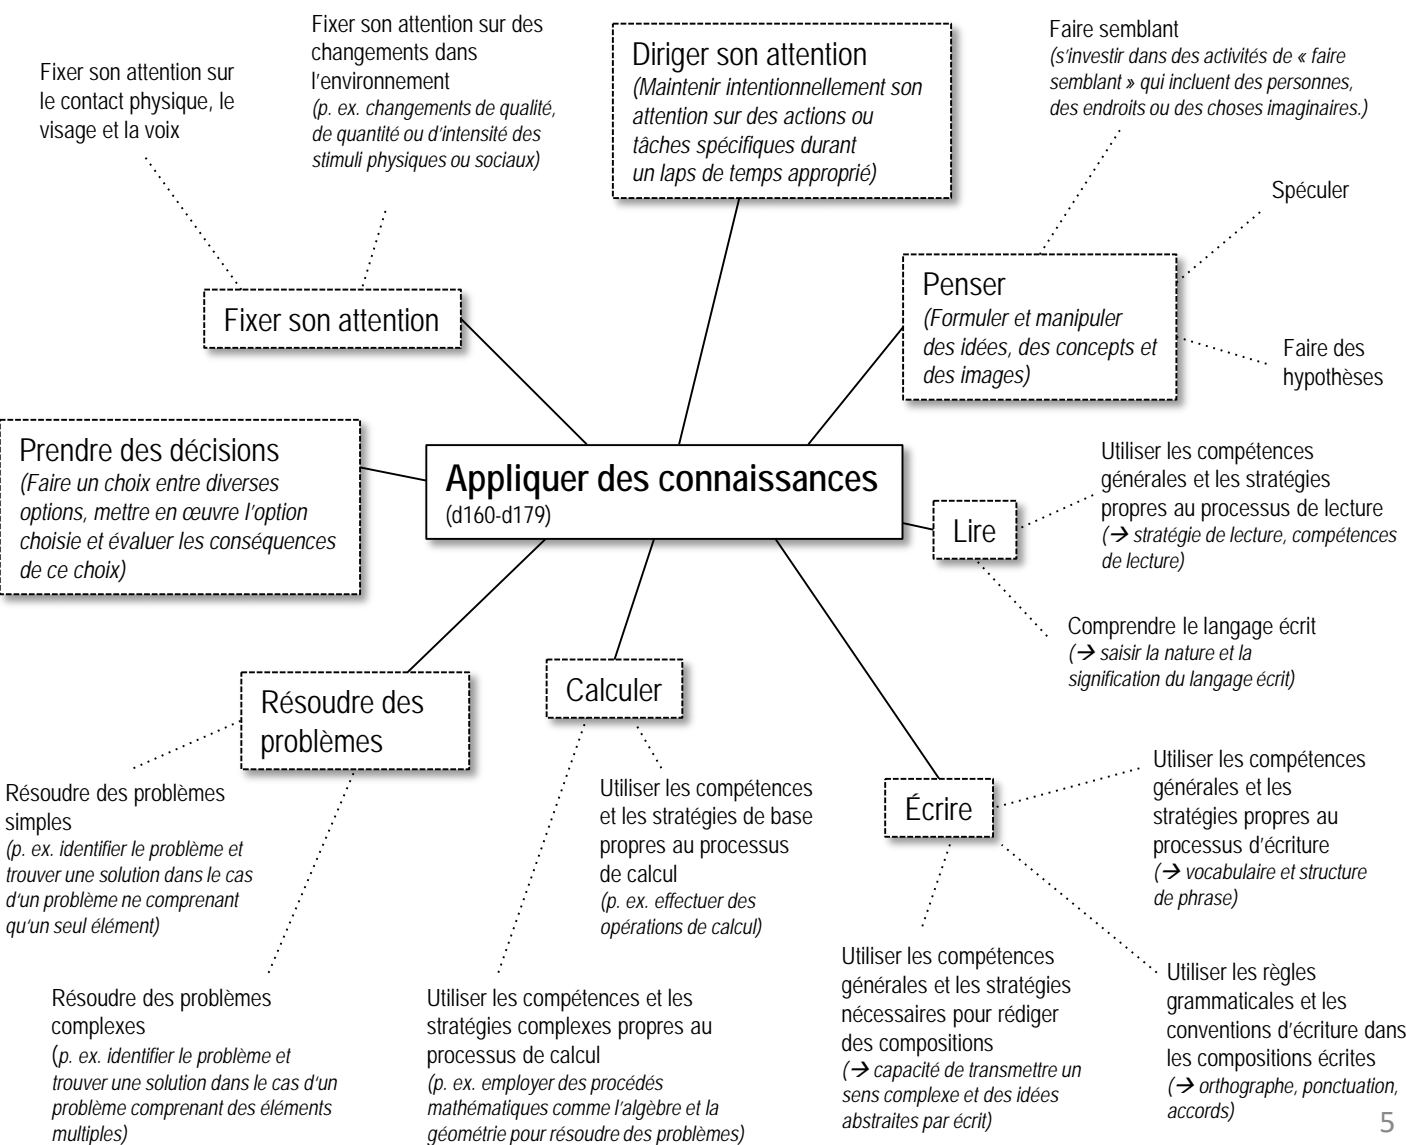 Fixer son attention sur
le contact physique, le
visage et la voix
Fixer son attention sur des
changements dans
l'environnement
(p. ex. changements de qualité,
de quantité ou d'intensité des
stimuli physiques ou sociaux)
Diriger son attention
(Maintenir intentionnellement son
attention sur des actions ou
tâches spécifiques durant
un laps de temps approprié)
Faire semblant
(s'investir dans des activités de « faire
semblant » qui incluent des personnes,
des endroits ou des choses imaginaires.)
Spéculer
Fixer son attention
Penser
(Formuler et manipuler
des idées, des concepts et
des images)
Faire des
hypothèses
Prendre des décisions
(Faire un choix entre diverses
options, mettre en œuvre l'option
choisie et évaluer les conséquences
de ce choix)
Appliquer des connaissances
(d160-d179)
Lire
Utiliser les compétences
générales et les stratégies
propres au processus de lecture
(→ stratégie de lecture, compétences
de lecture)
Comprendre le langage écrit
(→ saisir la nature et la
signification du langage écrit)
Résoudre des
problèmes
Calculer
Écrire
Résoudre des problèmes
simples
(p. ex. identifier le problème et
trouver une solution dans le cas
d'un problème ne comprenant
qu'un seul élément)
Utiliser les compétences
et les stratégies de base
propres au processus
de calcul
(p. ex. effectuer des
opérations de calcul)
Utiliser les compétences
générales et les
stratégies propres au
processus d'écriture
(→ vocabulaire et structure
de phrase)
Résoudre des problèmes
complexes
(p. ex. identifier le problème et
trouver une solution dans le cas d'un
problème comprenant des éléments
multiples)
Utiliser les compétences et les
stratégies complexes propres au
processus de calcul
(p. ex. employer des procédés
mathématiques comme l'algèbre et la
géométrie pour résoudre des problèmes)
Utiliser les compétences
générales et les stratégies
nécessaires pour rédiger
des compositions
(→ capacité de transmettre un
sens complexe et des idées
abstraites par écrit)
Utiliser les règles
grammaticales et les
conventions d'écriture dans
les compositions écrites
(→ orthographe, ponctuation,
accords)
5